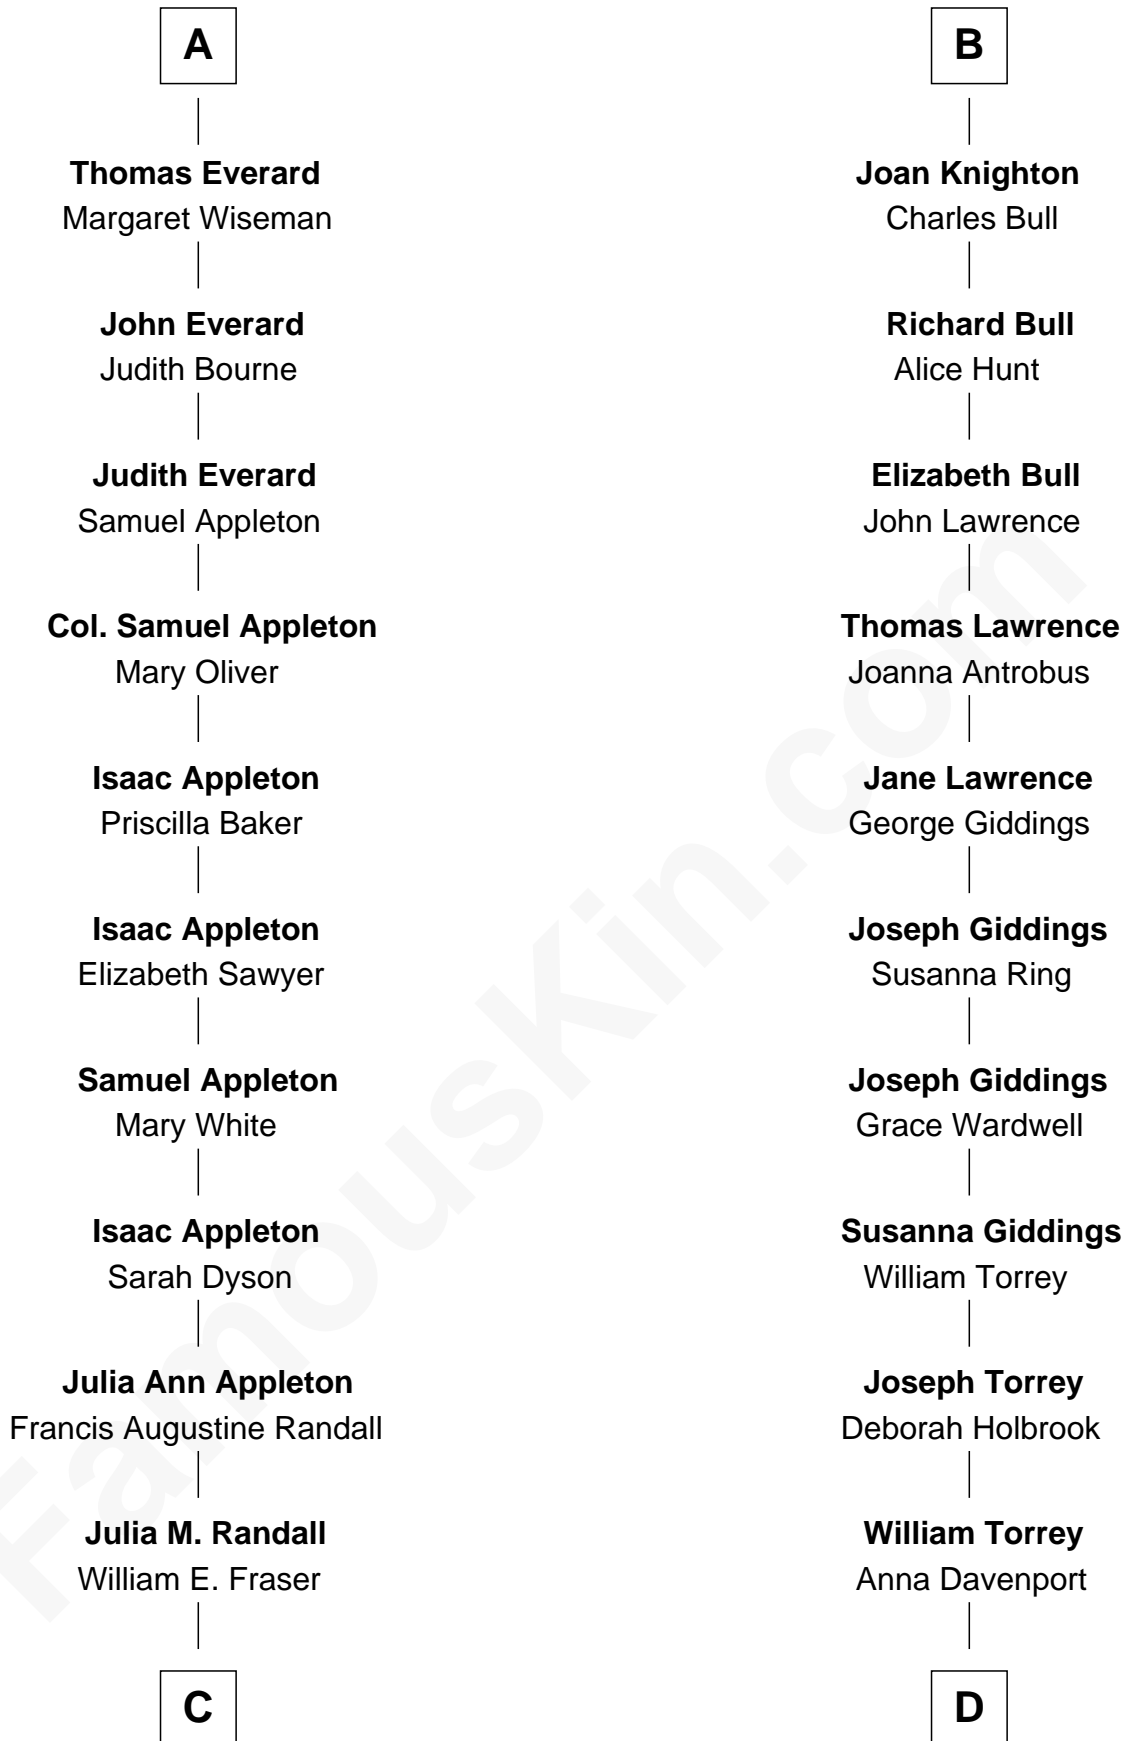 A
Thomas Everard
Margaret Wiseman
John Everard
Judith Bourne
Judith Everard
Samuel Appleton
Col. Samuel Appleton
Mary Oliver
Isaac Appleton
Priscilla Baker
Isaac Appleton
Elizabeth Sawyer
Samuel Appleton
Mary White
Isaac Appleton
Sarah Dyson
Julia Ann Appleton
Francis Augustine Randall
Julia M. Randall
William E. Fraser
C
B
Joan Knighton
Charles Bull
Richard Bull
Alice Hunt
Elizabeth Bull
John Lawrence
Thomas Lawrence
Joanna Antrobus
Jane Lawrence
George Giddings
Joseph Giddings
Susanna Ring
Joseph Giddings
Grace Wardwell
Susanna Giddings
William Torrey
Joseph Torrey
Deborah Holbrook
William Torrey
Anna Davenport
D
FamousKin.com